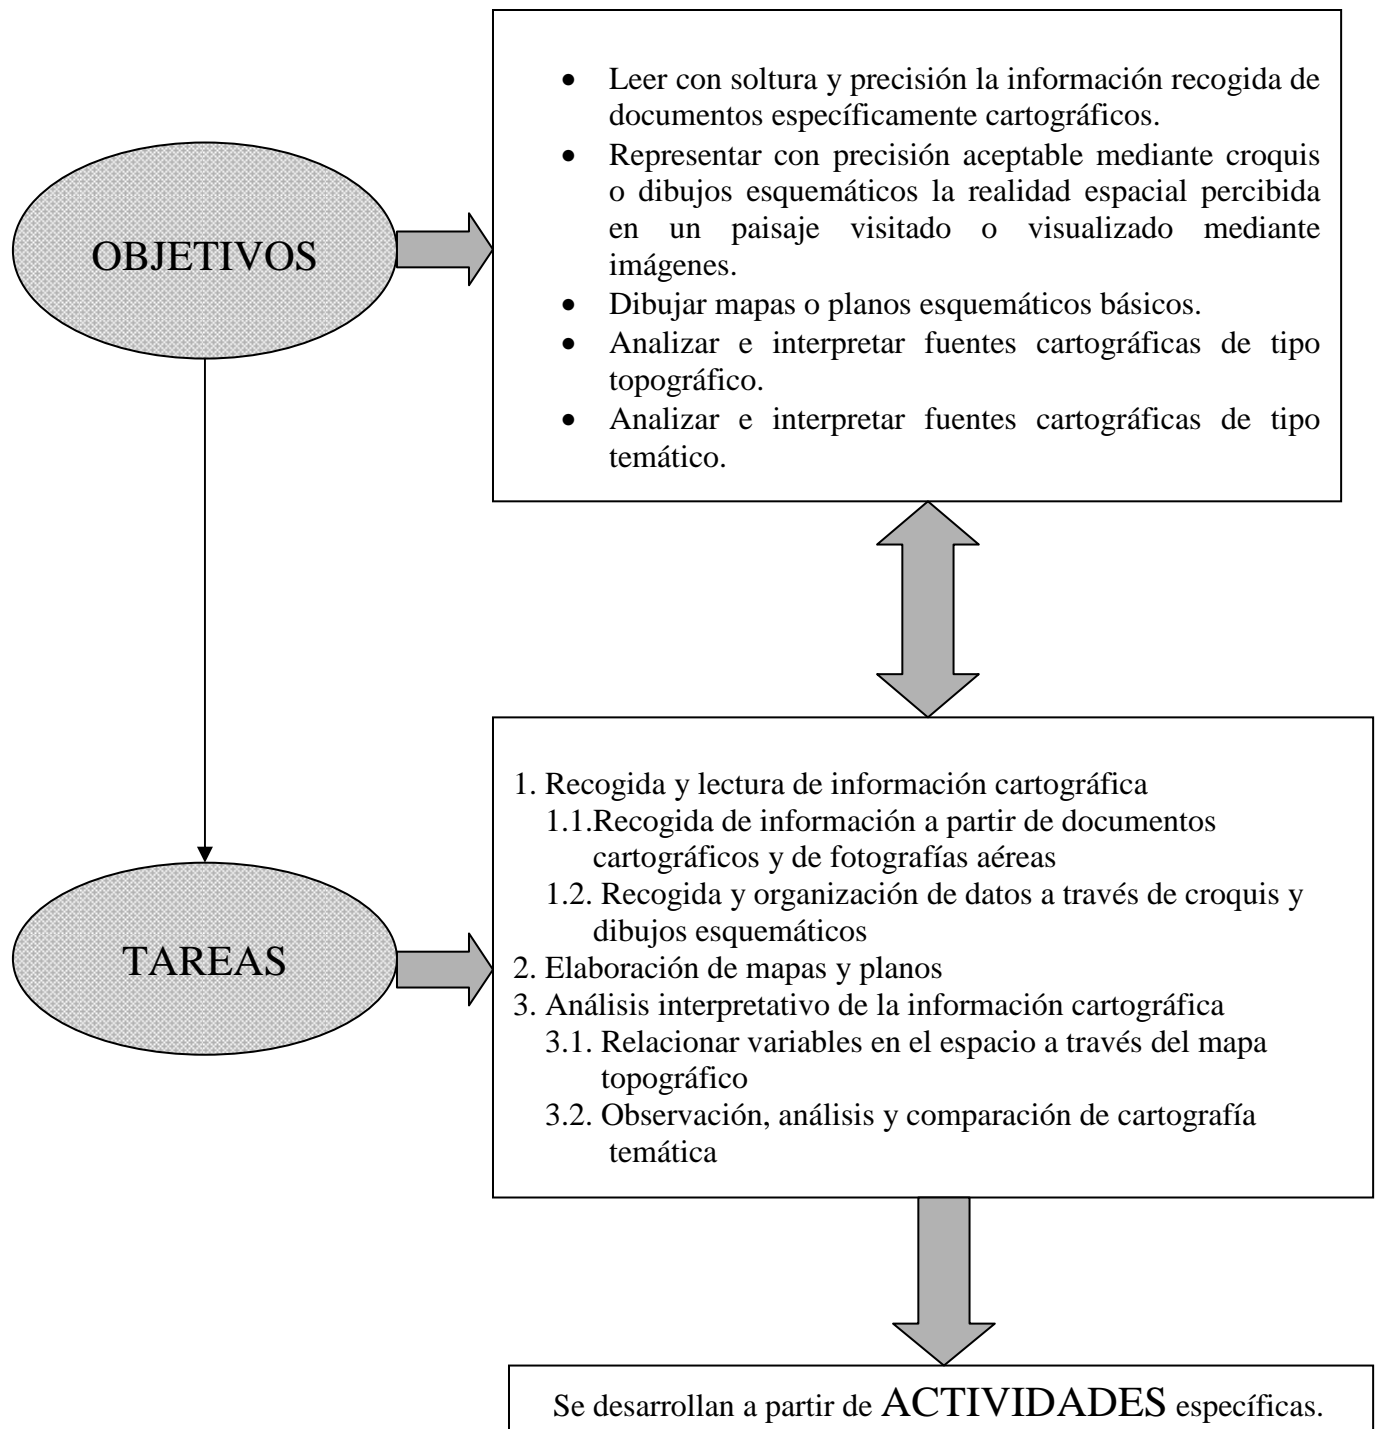 • Leer con soltura y precisión la información recogida de
documentos específicamente cartográficos.
• Representar con precisión aceptable mediante croquis
o dibujos esquemáticos la realidad espacial percibida
en un paisaje visitado o visualizado mediante
imágenes.
• Dibujar mapas o planos esquemáticos básicos.
• Analizar e interpretar fuentes cartográficas de tipo
topográfico.
• Analizar e interpretar fuentes cartográficas de tipo
temático.
OBJETIVOS
TAREAS
1. Recogida y lectura de información cartográfica
1.1.Recogida de información a partir de documentos
cartográficos y de fotografías aéreas
1.2. Recogida y organización de datos a través de croquis y
dibujos esquemáticos
2. Elaboración de mapas y planos
3. Análisis interpretativo de la información cartográfica
3.1. Relacionar variables en el espacio a través del mapa
topográfico
3.2. Observación, análisis y comparación de cartografía
temática
Se desarrollan a partir de ACTIVIDADES específicas.